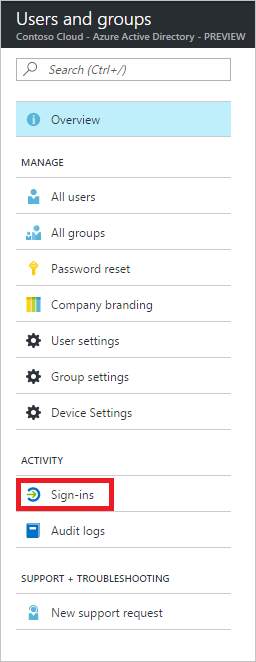 Users and groups
Contoso Cloud - Azure Active Directory - PREVIEW
Search (Ctrl+/)
Overview
MANAGE
All users
All groups
Password reset
Company branding
User settings
Group settings
Device Settings
ACTIVITY
Sign-ins
Audit logs
SUPPORT + TROUBLESHOOTING
New support request